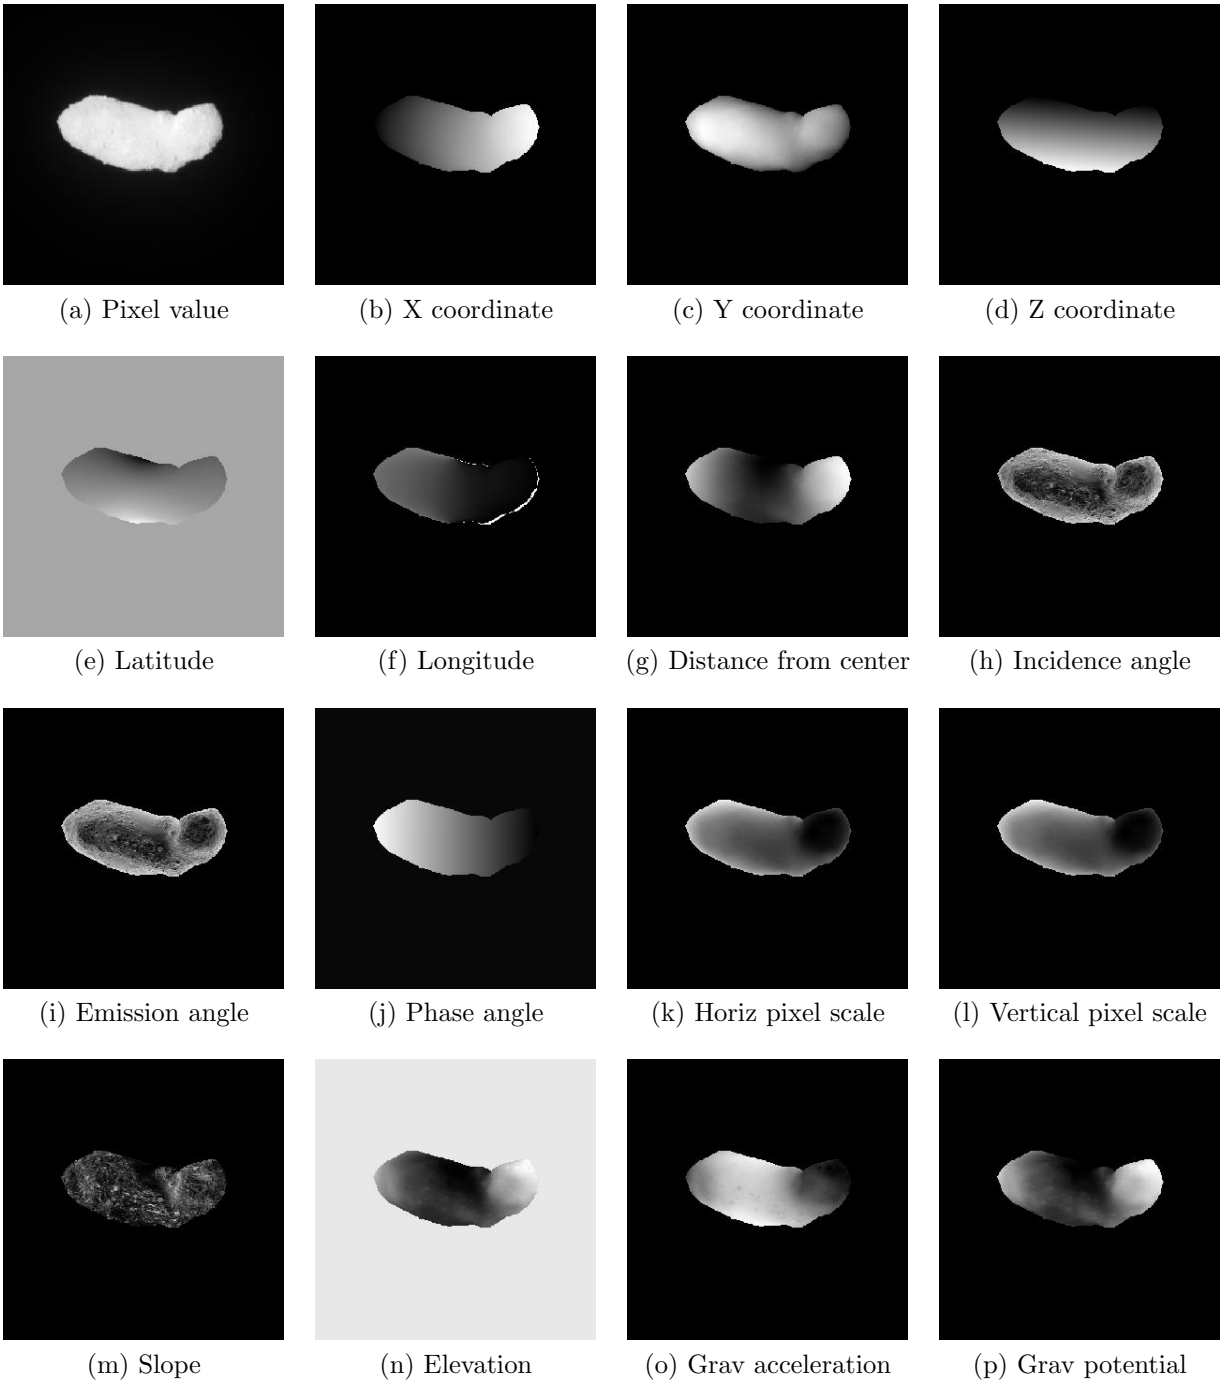 (a) Pixel value
(b) X coordinate
(c) Y coordinate
(d) Z coordinate
(e) Latitude
(f) Longitude
(g) Distance from center
(h) Incidence angle
(i) Emission angle
(j) Phase angle
(k) Horiz pixel scale
(l) Vertical pixel scale
(m) Slope
(n) Elevation
(o) Grav acceleration
(p) Grav potential